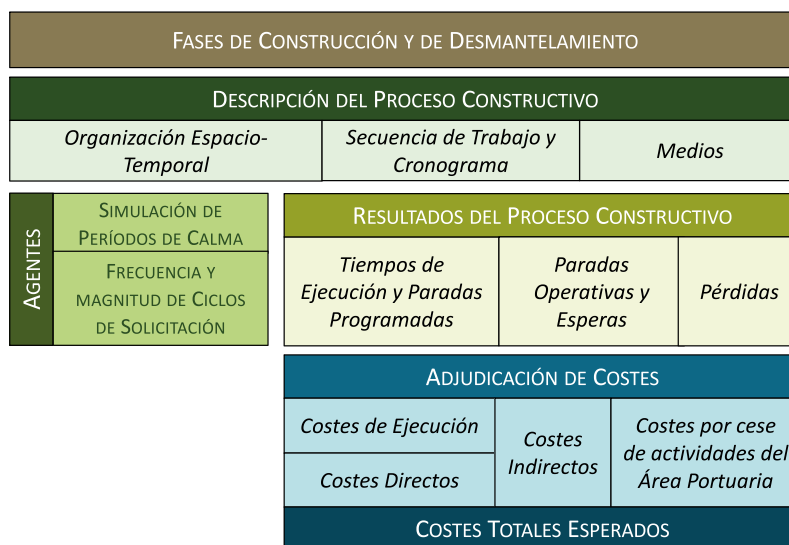 FASES DE CONSTRUCCIÓN Y DE DESMANTELAMIENTO
DESCRIPCIÓN DEL PROCESO CONSTRUCTIVO
Organización Espacio-
Temporal
Secuencia de Trabajo y
Cronograma
Medios
AGENTES
SIMULACIÓN DE
PERÍODOS DE CALMA
FRECUENCIA Y
MAGNITUD DE CICLOS
DE SOLICITACIÓN
RESULTADOS DEL PROCESO CONSTRUCTIVO
Tiempos de
Ejecución y Paradas
Programadas
Paradas
Operativas y
Esperas
Pérdidas
ADJUDICACIÓN DE COSTES
Costes de Ejecución
Costes Directos
Costes
Indirectos
Costes por cese
de actividades del
Área Portuaria
COSTES TOTALES ESPERADOS